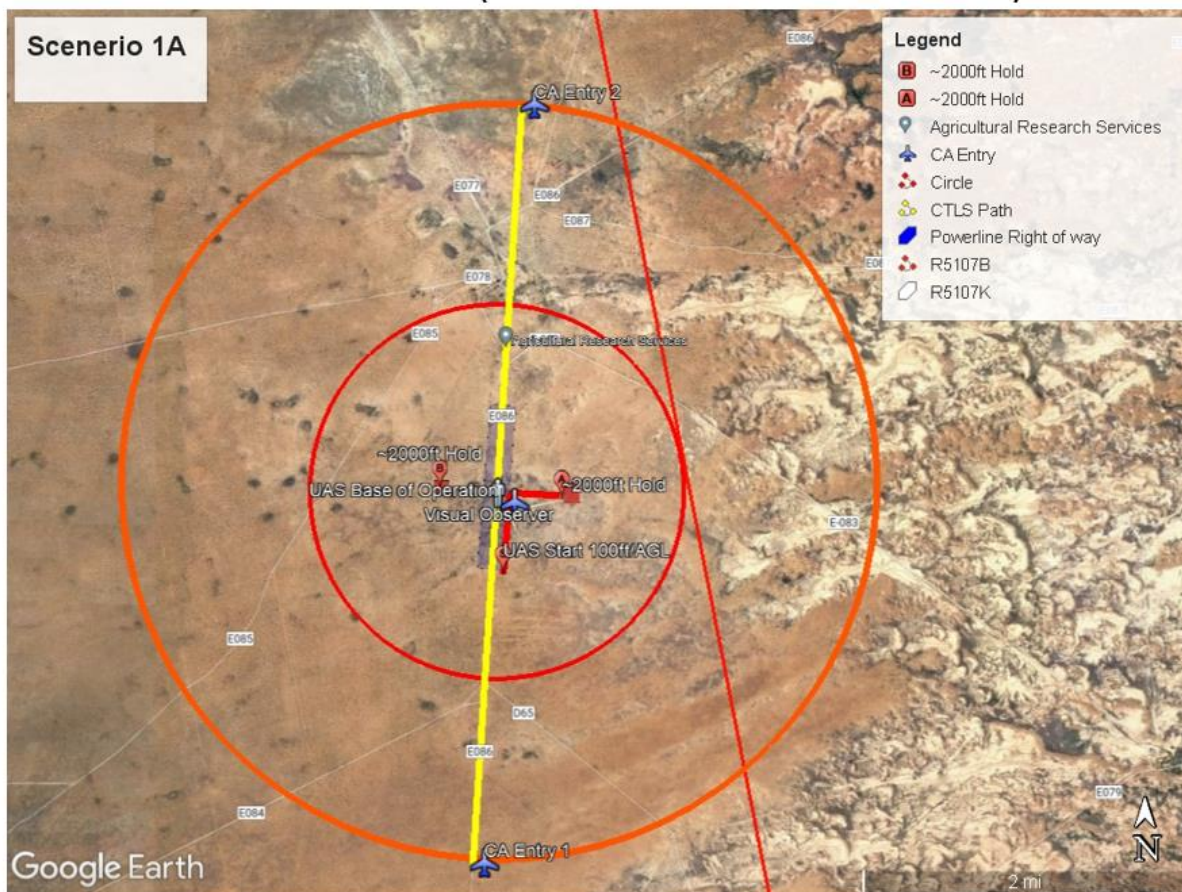 Scenerio 1A
Legend
~2000ft Hold
~2000ft Hold
Agricultural Research Services
CA Entry
Circle
CTLS Path
Powerline Right of way
R5107B
R5107K
B
A
CA Entry 2
E086
E077
E086
E087
E078
E085
Agricultural Research Services
E086
~2000ft Hold
B
A
~2000ft Hold
UAS Base of Operation
Visual Observer
E-083
UAS Start 100ft/AGL
E085
D65
E086
E084
E079
CA Entry 1
N
Google Earth
2 mi